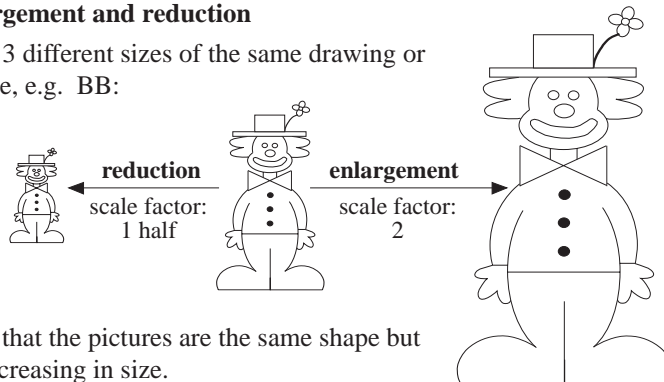 rgement and reduction
3 different sizes of the same drawing or
e, e.g. BB:
reduction
scale factor:
1 half
enlargement
scale factor:
2
that the pictures are the same shape but
creasing in size.